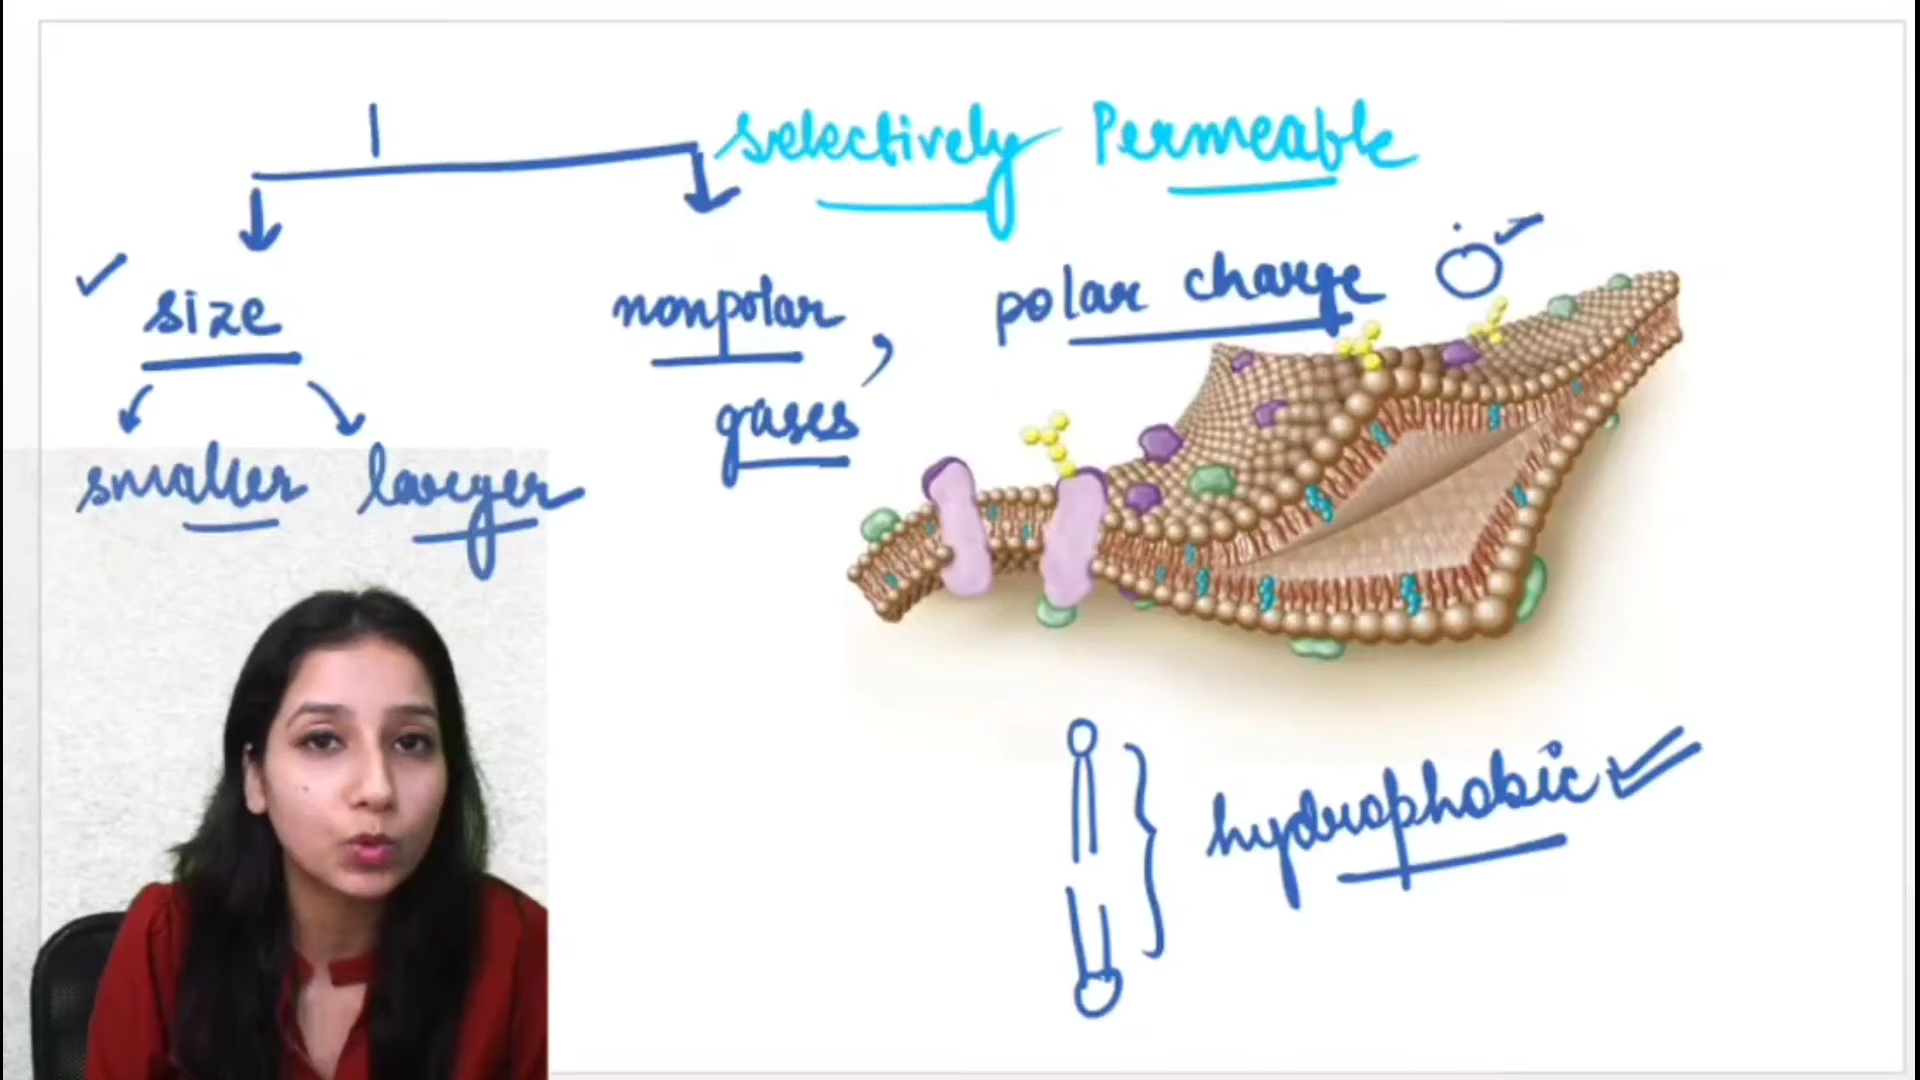 selectively Permeable
size
nonpolar, polar charge
gases
smaller larger
hydrophobic